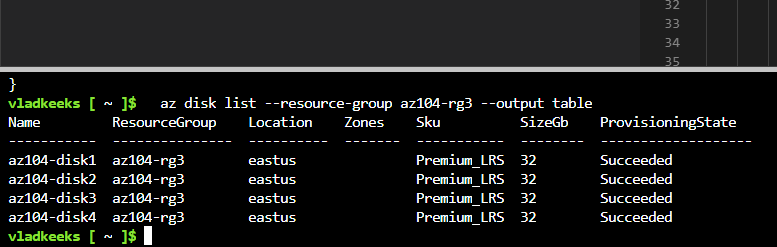 32
33
34
35
}
vladkeeks [ ~ ]$   az disk list --resource-group az104-rg3 --output table
Name         ResourceGroup    Location    Zones    Sku          SizeGb    ProvisioningState
-----------  ---------------  ----------  -------  -----------  --------  -------------------
az104-disk1  az104-rg3        eastus               Premium_LRS  32        Succeeded
az104-disk2  az104-rg3        eastus               Premium_LRS  32        Succeeded
az104-disk3  az104-rg3        eastus               Premium_LRS  32        Succeeded
az104-disk4  az104-rg3        eastus               Premium_LRS  32        Succeeded
vladkeeks [ ~ ]$